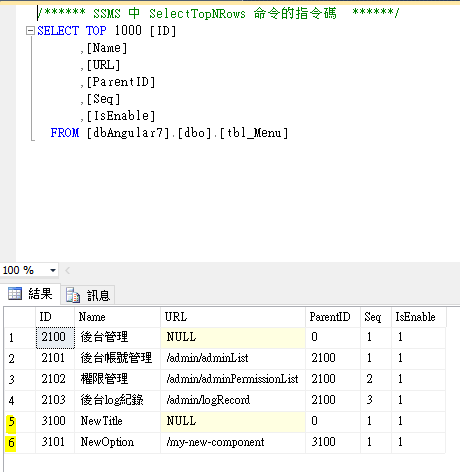 /****** SSMS 中 SelectTopNRows 命令的指令碼  ******/
SELECT TOP 1000 [ID]
,[Name]
,[URL]
,[ParentID]
,[Seq]
,[IsEnable]
FROM [dbAngular7].[dbo].[tbl_Menu]
100 %
結果 訊息
ID Name URL ParentID Seq IsEnable
1 2100 後台管理 NULL 0 1 1
2 2101 後台帳號管理 /admin/adminList 2100 1 1
3 2102 權限管理 /admin/adminPermissionList 2100 2 1
4 2103 後台log紀錄 /admin/logRecord 2100 3 1
5 3100 NewTitle NULL 0 1 1
6 3101 NewOption /my-new-component 3100 1 1